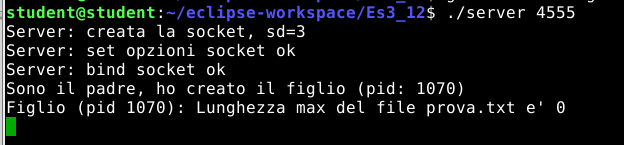 student@student:~/eclipse-workspace/Es3_12$ ./server 4555
Server: creata la socket, sd=3
Server: set opzioni socket ok
Server: bind socket ok
Sono il padre, ho creato il figlio (pid: 1070)
Figlio (pid 1070): Lunghezza max del file prova.txt e' 0